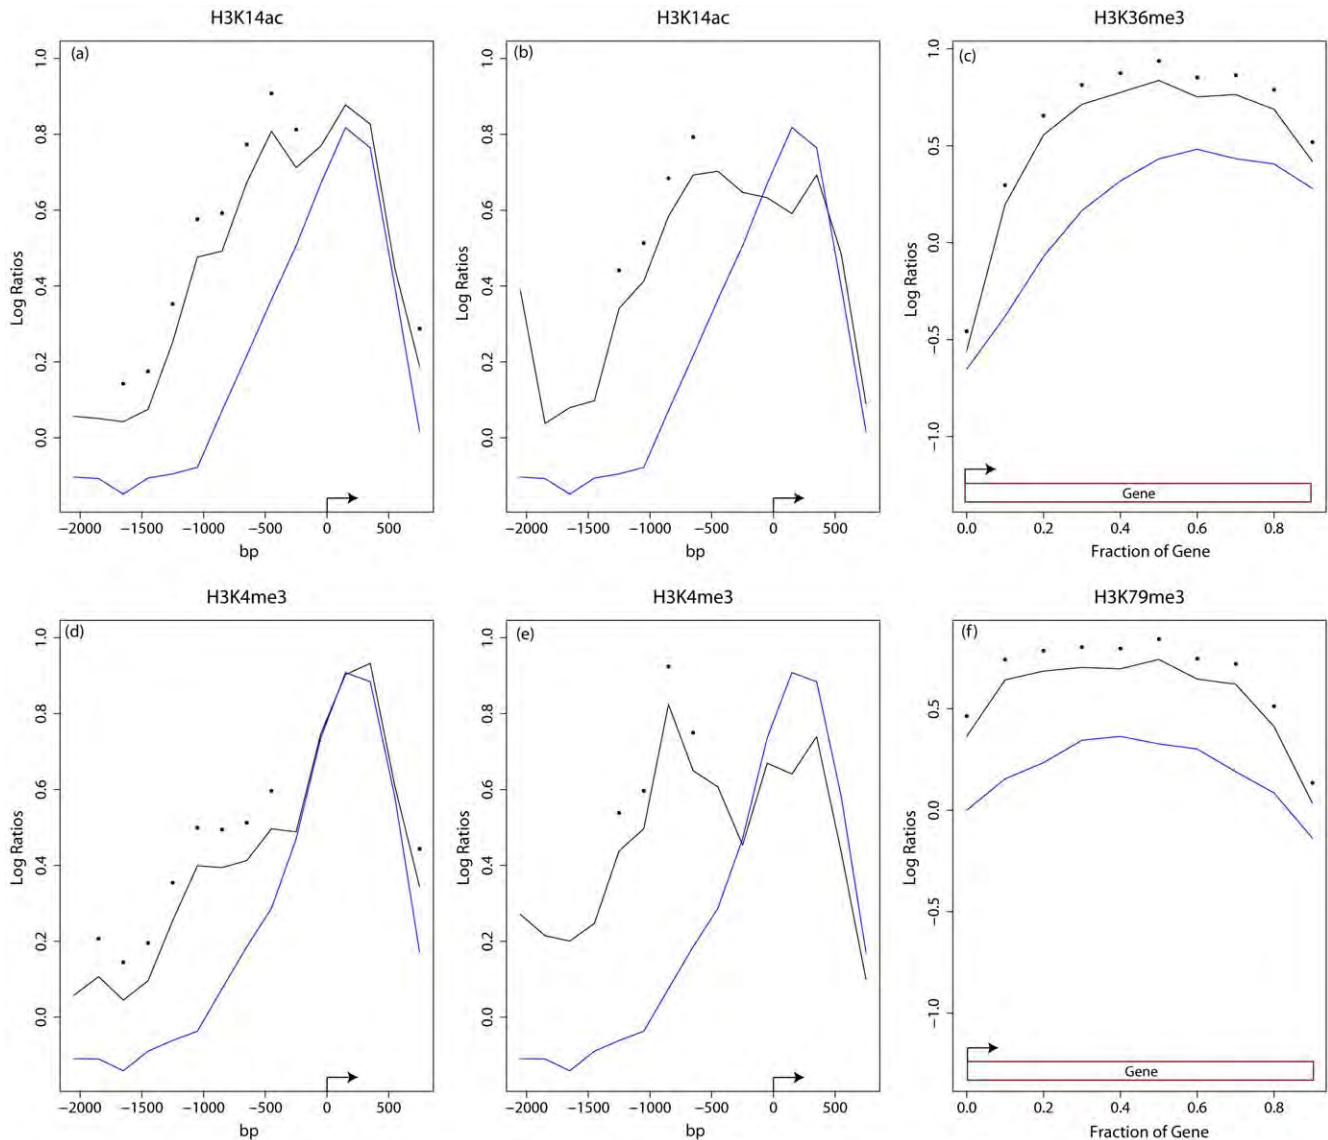 H3K14ac
(a)
Log Ratios
1.0
0.8
0.6
0.4
0.2
0.0
−2000 −1500 −1000 −500 0 500
bp
H3K14ac
(b)
Log Ratios
1.0
0.8
0.6
0.4
0.2
0.0
−2000 −1500 −1000 −500 0 500
bp
H3K36me3
(c)
Log Ratios
1.0
0.5
0.0
−0.5
−1.0
Gene
0.0 0.2 0.4 0.6 0.8
Fraction of Gene
H3K4me3
(d)
Log Ratios
1.0
0.8
0.6
0.4
0.2
0.0
−2000 −1500 −1000 −500 0 500
bp
H3K4me3
(e)
Log Ratios
1.0
0.8
0.6
0.4
0.2
0.0
−2000 −1500 −1000 −500 0 500
bp
H3K79me3
(f)
Log Ratios
0.5
0.0
−0.5
−1.0
Gene
0.0 0.2 0.4 0.6 0.8
Fraction of Gene